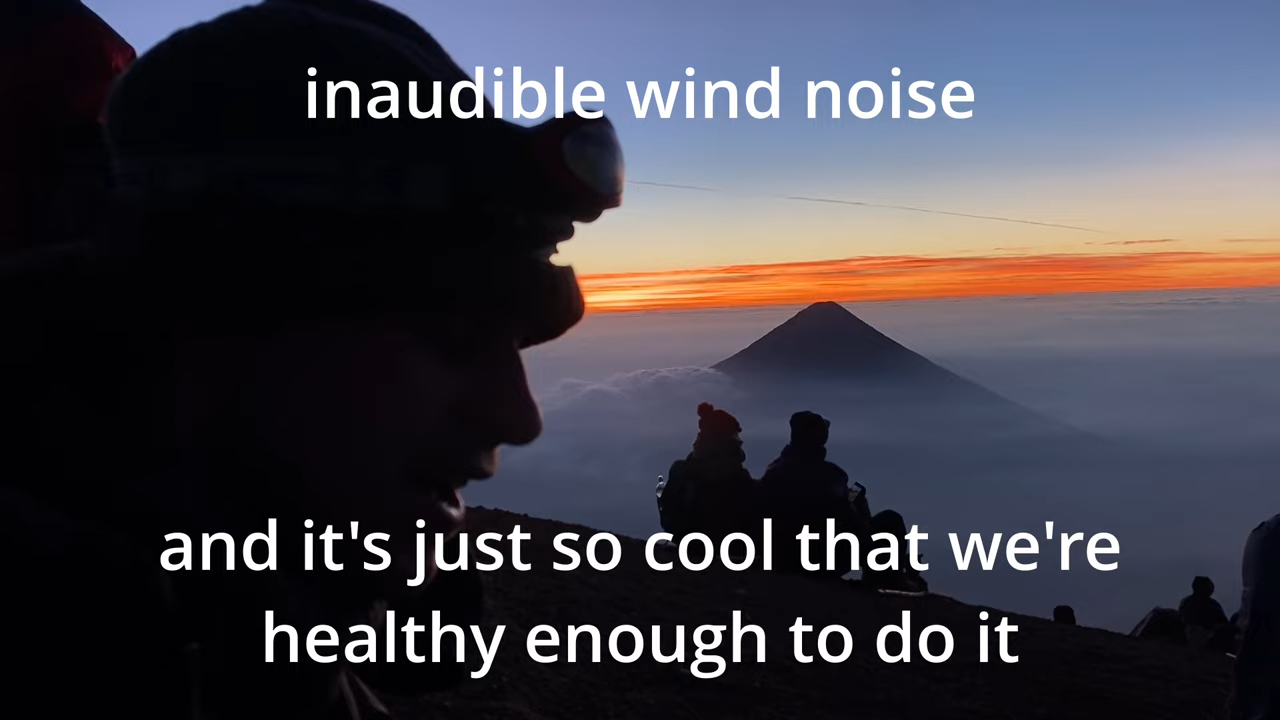 inaudible wind noise
and it's just so cool that we're
healthy enough to do it